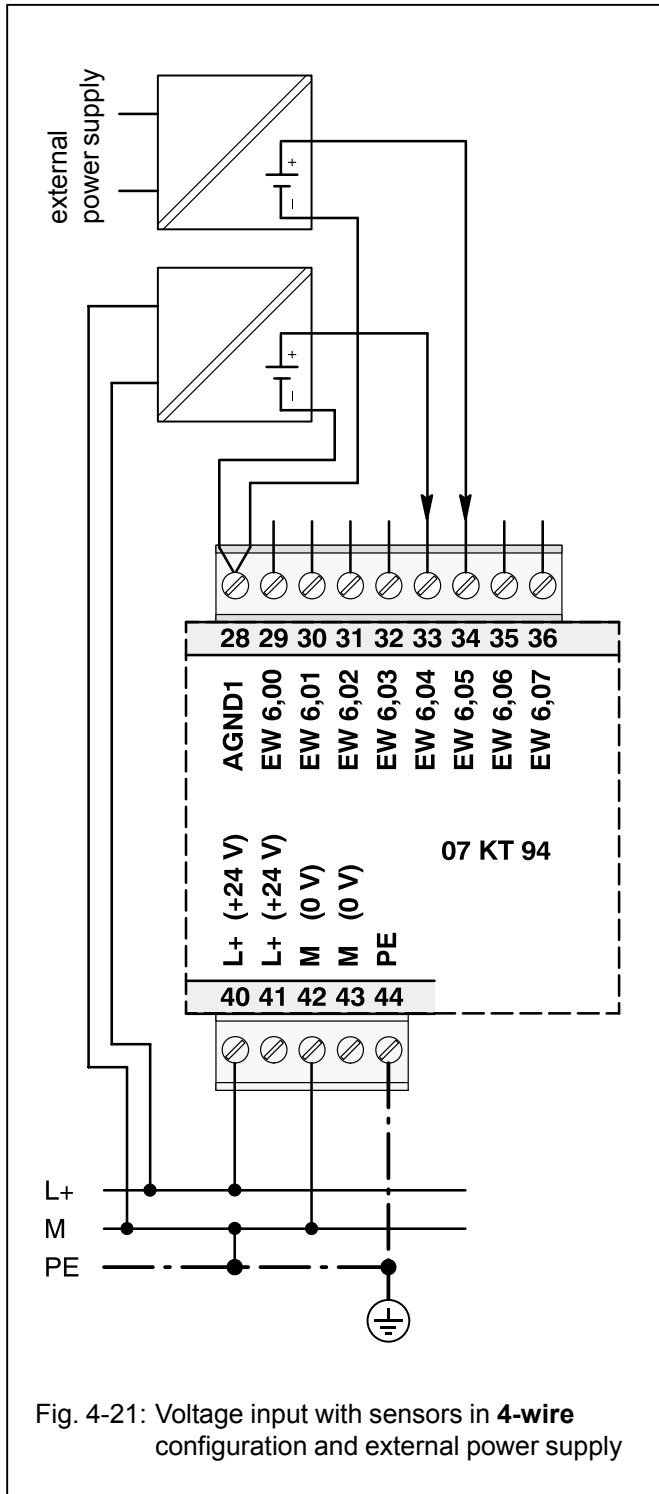 external
power supply
+
–
+
–
28 29 30 31 32 33 34 35 36
AGND1
EW 6,00
EW 6,01
EW 6,02
EW 6,03
EW 6,04
EW 6,05
EW 6,06
EW 6,07
07 KT 94
L+ (+24 V)
L+ (+24 V)
M (0 V)
M (0 V)
PE
40 41 42 43 44
L+
M
PE
Fig. 4-21: Voltage input with sensors in 4-wire
configuration and external power supply